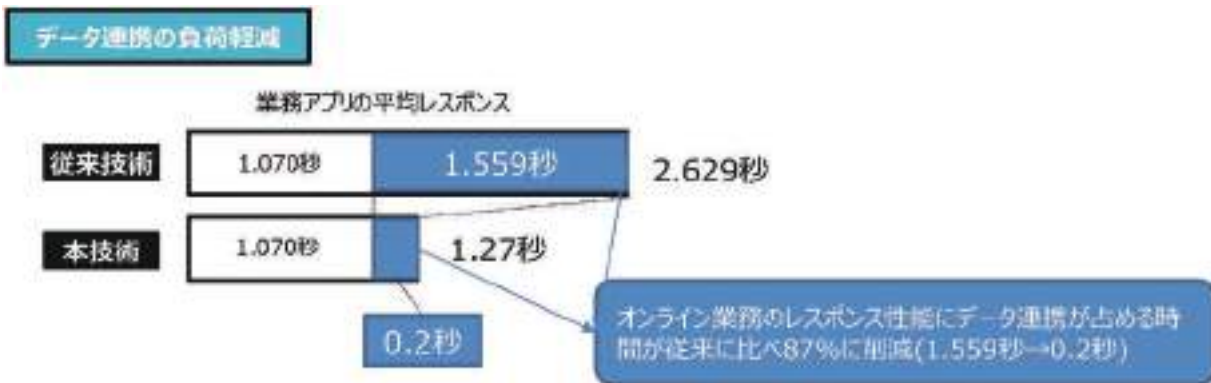 データ連携の負荷軽減
業務アプリの平均レスポンス
従来技術
1.070秒
1.559秒
2.629秒
本技術
1.070秒
1.27秒
0.2秒
オンライン業務のレスポンス性能にデータ連携が占める時
間が従来に比べ87%に削減(1.559秒→0.2秒)